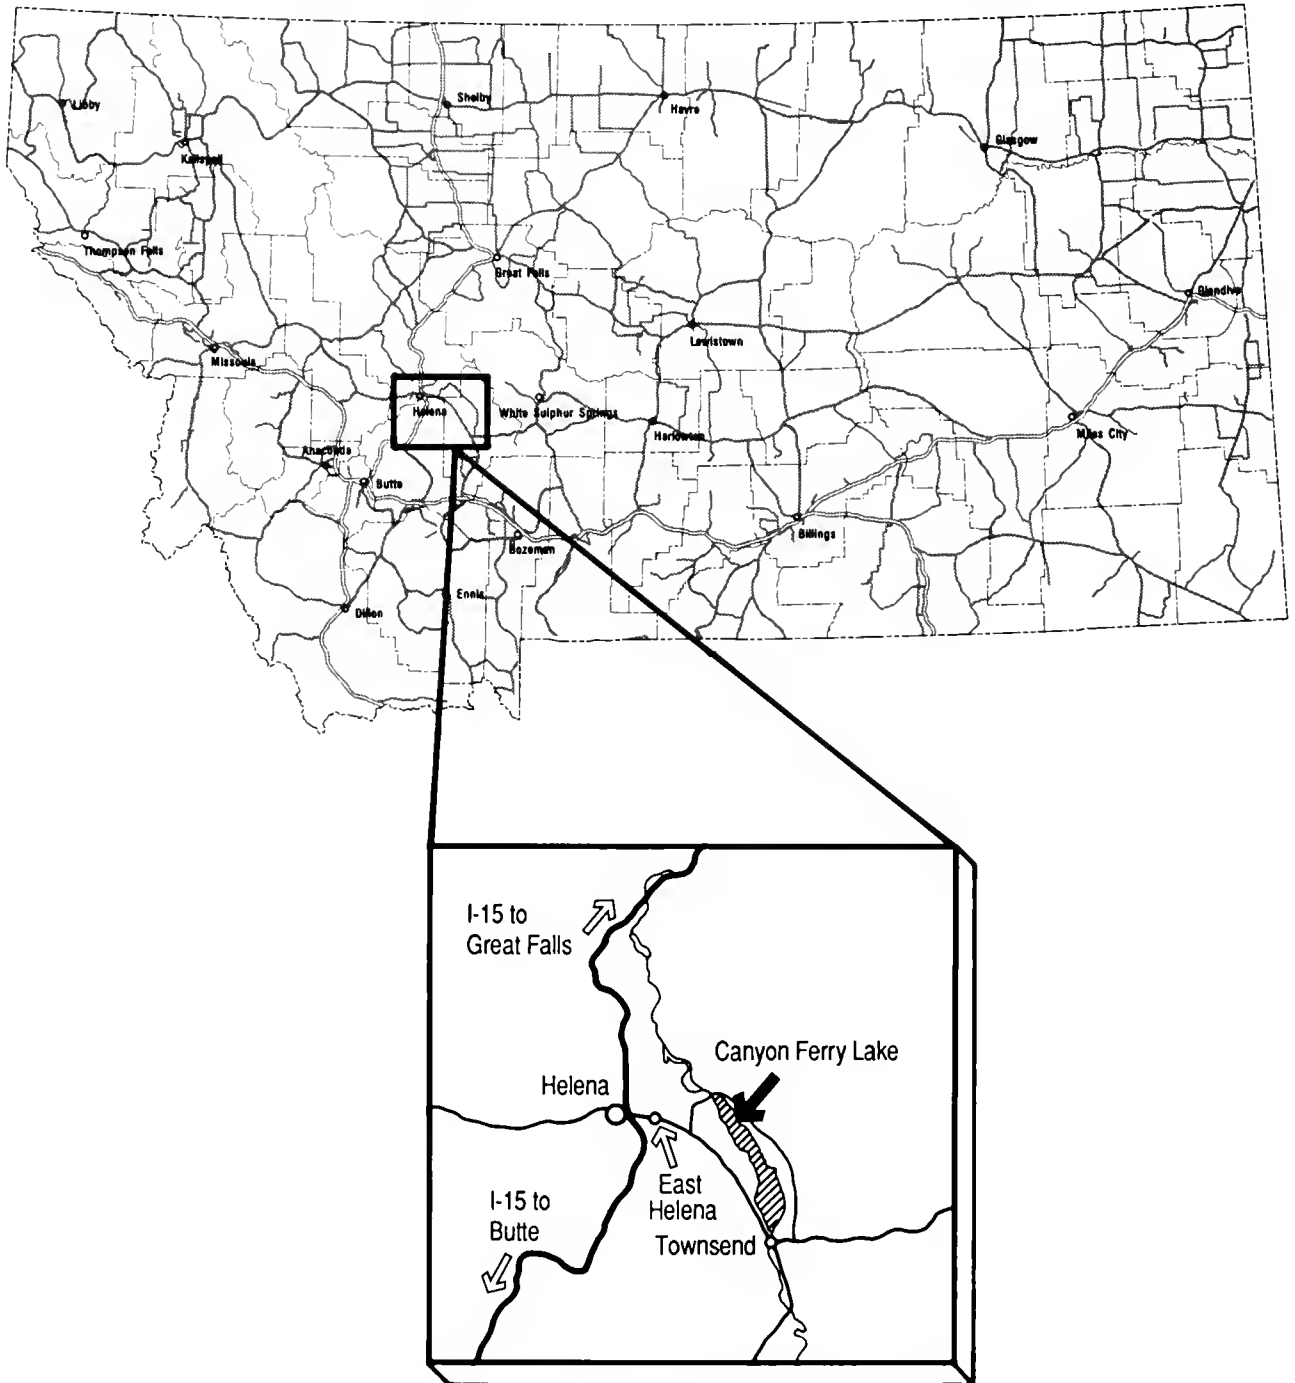 Libby
Shelby
Havre
Glasgow
Kalispell
Thompson Falls
Great Falls
Glendive
Lewistown
Missoula
Helena
White Sulphur Springs
Harlowton
Miles City
Anaconda
Butte
Billings
Bozeman
Ennis
Dillon
I-15 to
Great Falls
Canyon Ferry Lake
Helena
East
Helena
I-15 to
Butte
Townsend